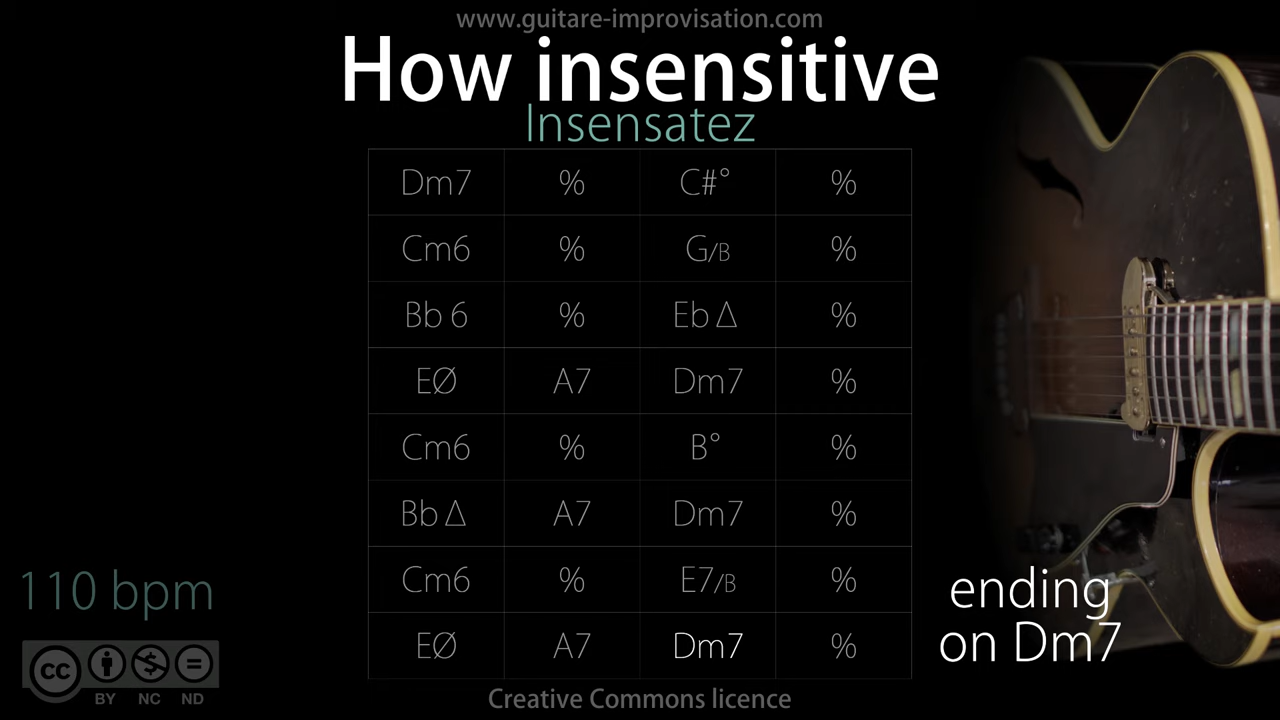 www.guitare-improvisation.com
How insensitive
Insensatez
Dm7 % C#° %
Cm6 % G/B %
Bb 6 % Eb Δ %
EØ A7 Dm7 %
Cm6 % B° %
Bb Δ A7 Dm7 %
Cm6 % E7/B %
EØ A7 Dm7 %
110 bpm
ending
on Dm7
cc
BY NC ND
Creative Commons licence